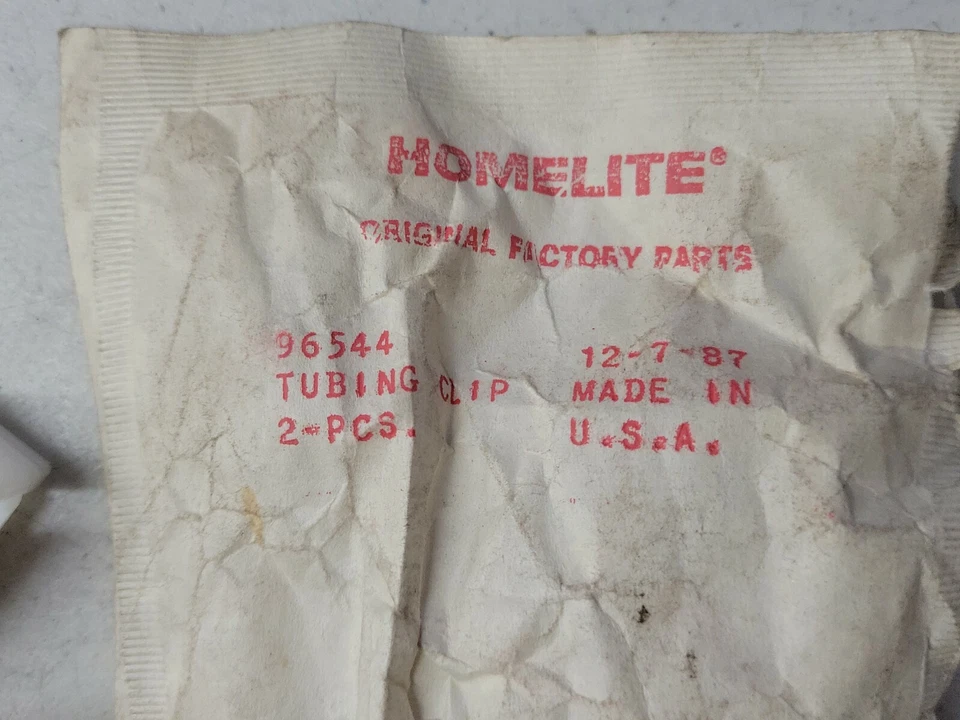 HOMELITE®
ORIGINAL FACTORY PARTS
96544 12-7-87
TUBING CLIP MADE IN
2-PCS. U.S.A.